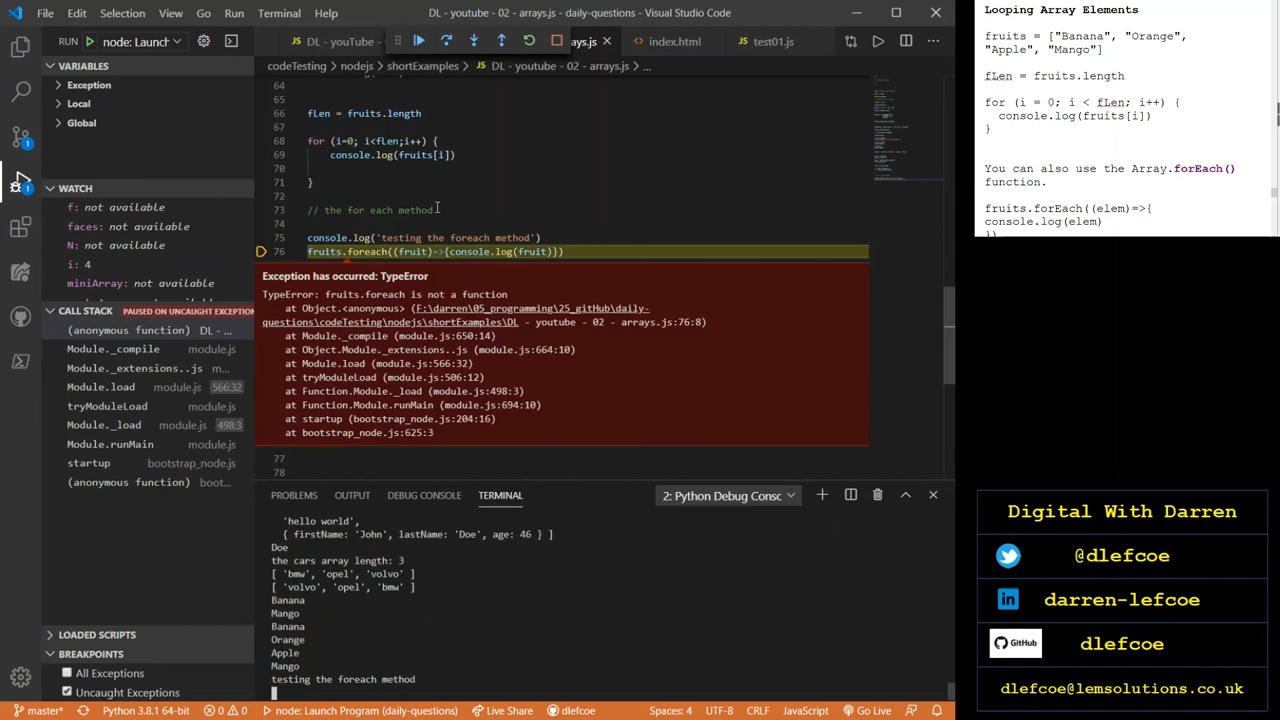 File Edit Selection View Go Run Terminal Help
DL - youtube - 02 - arrays.js - daily-questions - Visual Studio Code
RUN node: Launch
DL - youTube - ays.js index.html test01.js
codeTesting > nodejs > shortExamples > DL - youtube - 02 - arrays.js > ...
VARIABLES
Exception
Local
Global
WATCH
f: not available
faces: not available
N: not available
i: 4
miniArray: not available
CALL STACK PAUSED ON UNCAUGHT EXCEPTION
(anonymous function) DL - ...
Module._compile module.js
Module._extensions..js m...
Module.load module.js 566:32
tryModuleLoad module.js
Module._load module.js 498:3
Module.runMain module.js
startup bootstrap_node.js
(anonymous function) boot...
LOADED SCRIPTS
BREAKPOINTS
All Exceptions
Uncaught Exceptions
64
65
66 fLen = fruits.length
67
68 for (i=0; i<fLen;i++) {
69 console.log(fruits[i])
70
71 }
72
73 // the for each method
74
75 console.log('testing the foreach method')
76 fruits.foreach((fruit)=>{console.log(fruit)})
Exception has occurred: TypeError
TypeError: fruits.foreach is not a function
at Object.<anonymous> (F:\darren\05_programming\25_gitHub\daily-
questions\codeTesting\nodejs\shortExamples\DL - youtube - 02 - arrays.js:76:8)
at Module._compile (module.js:650:14)
at Object.Module._extensions..js (module.js:664:10)
at Module.load (module.js:566:32)
at tryModuleLoad (module.js:506:12)
at Function.Module._load (module.js:498:3)
at Function.Module.runMain (module.js:694:10)
at startup (bootstrap_node.js:204:16)
at bootstrap_node.js:625:3
77
78
PROBLEMS OUTPUT DEBUG CONSOLE TERMINAL 2: Python Debug Consc
'hello world',
{ firstName: 'John', lastName: 'Doe', age: 46 } ]
Doe
the cars array length: 3
[ 'bmw', 'opel', 'volvo' ]
[ 'volvo', 'opel', 'bmw' ]
Banana
Mango
Banana
Orange
Apple
Mango
testing the foreach method
master* Python 3.8.1 64-bit 0 0 node: Launch Program (daily-questions) Live Share dlefcoe Spaces: 4 UTF-8 CRLF JavaScript Go Live
Looping Array Elements
fruits = ["Banana", "Orange",
"Apple", "Mango"]
fLen = fruits.length
for (i = 0; i < fLen; i++) {
console.log(fruits[i])
}
You can also use the Array.forEach()
function.
fruits.forEach((elem)=>{
console.log(elem)
})
Digital With Darren
@dlefcoe
in darren-lefcoe
GitHub dlefcoe
dlefcoe@lemsolutions.co.uk